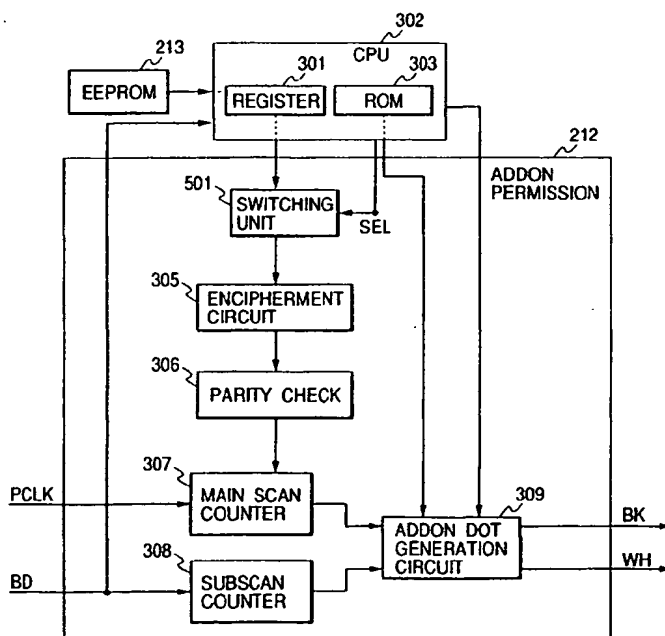 302
CPU
213
EEPROM
301
REGISTER
303
ROM
212
ADDON
PERMISSION
501
SWITCHING
UNIT
SEL
305
ENCIPHERMENT
CIRCUIT
306
PARITY CHECK
307
PCLK
MAIN SCAN
COUNTER
309
ADDON DOT
GENERATION
CIRCUIT
BK
WH
308
BD
SUBSCAN
COUNTER